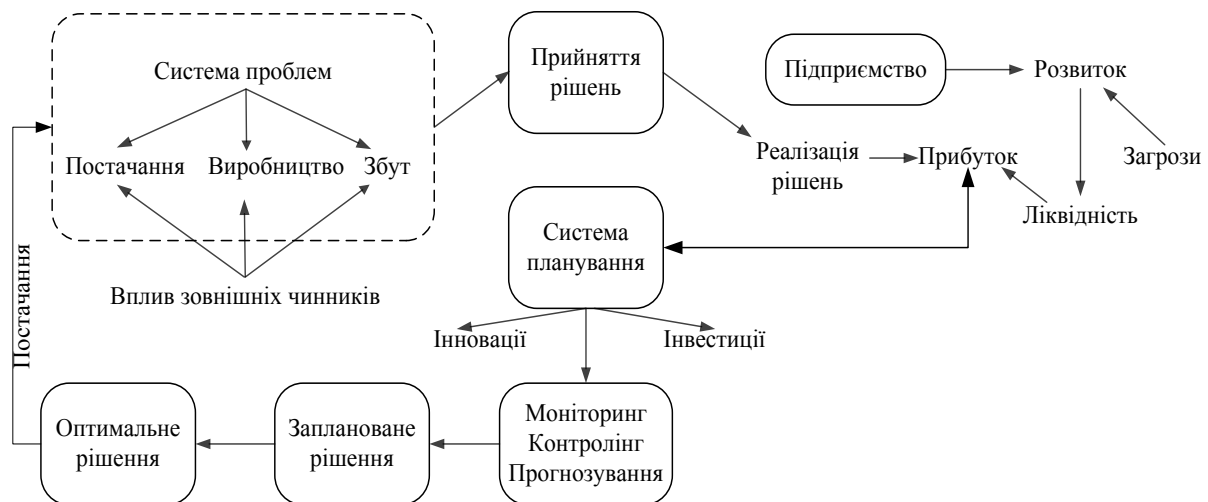 Система проблем
Постачання
Виробництво
Збут
Вплив зовнішніх чинників
Постачання
Прийняття
рішень
Підприємство
Розвиток
Реалізація
рішень
Прибуток
Загрози
Ліквідність
Система
планування
Інновації
Інвестиції
Оптимальне
рішення
Заплановане
рішення
Моніторинг
Контролінг
Прогнозування